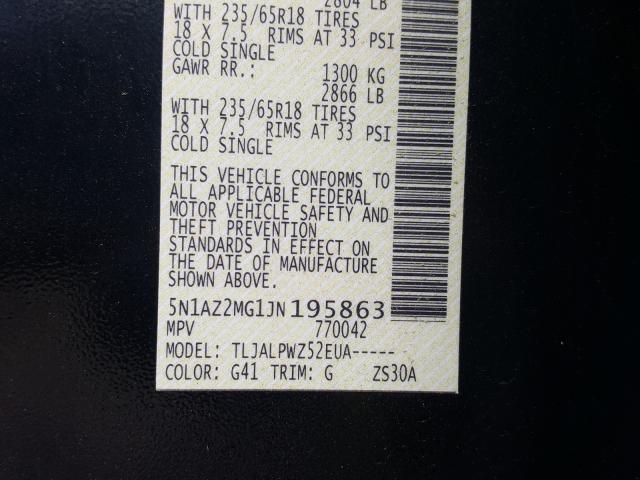 2804 LB
WITH 235/65R18 TIRES
18 X 7.5 RIMS AT 33 PSI
COLD SINGLE
GAWR RR.: 1300 KG
2866 LB
WITH 235/65R18 TIRES
18 X 7.5 RIMS AT 33 PSI
COLD SINGLE
THIS VEHICLE CONFORMS TO
ALL APPLICABLE FEDERAL
MOTOR VEHICLE SAFETY AND
THEFT PREVENTION
STANDARDS IN EFFECT ON
THE DATE OF MANUFACTURE
SHOWN ABOVE.
5N1AZ2MG1JN195863
MPV 770042
MODEL: TLJALPWZ52EUA-----
COLOR: G41 TRIM: G ZS30A